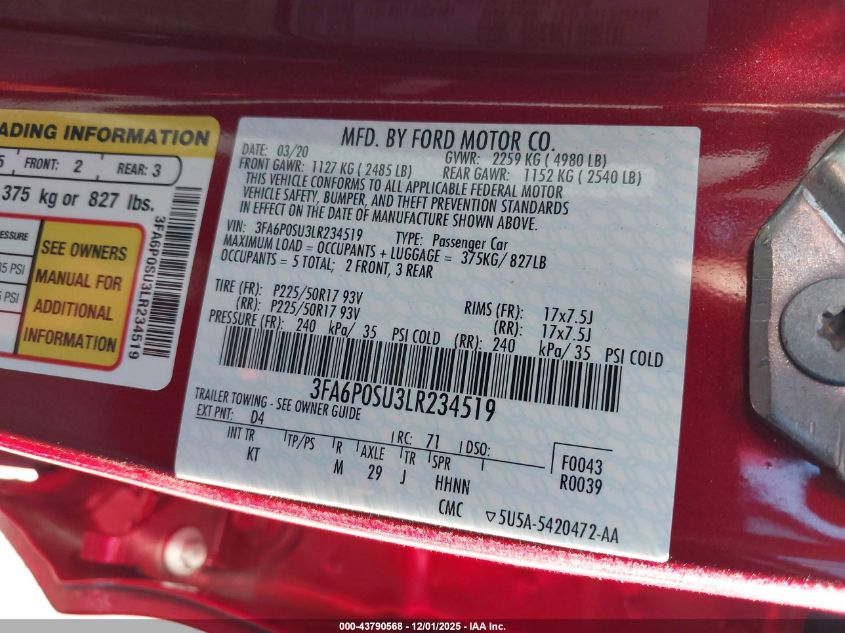 ADING INFORMATION
5 FRONT: 2 REAR: 3
375 kg or 827 lbs.
SEE OWNERS
MANUAL FOR
ADDITIONAL
INFORMATION
35 PSI
5 PSI
3FA6P0SU3LR234519
MFD. BY FORD MOTOR CO.
DATE: 03/20 GVWR: 2259 KG ( 4980 LB)
FRONT GAWR: 1127 KG ( 2485 LB) REAR GAWR: 1152 KG ( 2540 LB)
THIS VEHICLE CONFORMS TO ALL APPLICABLE FEDERAL MOTOR
VEHICLE SAFETY, BUMPER, AND THEFT PREVENTION STANDARDS
IN EFFECT ON THE DATE OF MANUFACTURE SHOWN ABOVE.
VIN: 3FA6P0SU3LR234519 TYPE: Passenger Car
MAXIMUM LOAD = OCCUPANTS + LUGGAGE = 375KG/ 827LB
OCCUPANTS = 5 TOTAL; 2 FRONT, 3 REAR
TIRE (FR): P225/50R17 93V RIMS (FR): 17x7.5J
(RR): P225/50R17 93V (RR): 17x7.5J
PRESSURE (FR): 240 kPa/ 35 PSI COLD (RR): 240 kPa/ 35 PSI COLD
3FA6P0SU3LR234519
TRAILER TOWING - SEE OWNER GUIDE
EXT PNT: D4 RC: 71 DSO:
INT TR TP/PS R AXLE TR SPR F0043
KT M 29 J HHNN R0039
CMC ▽5U5A-5420472-AA
000-43790568 - 12/01/2025 - IAA Inc.